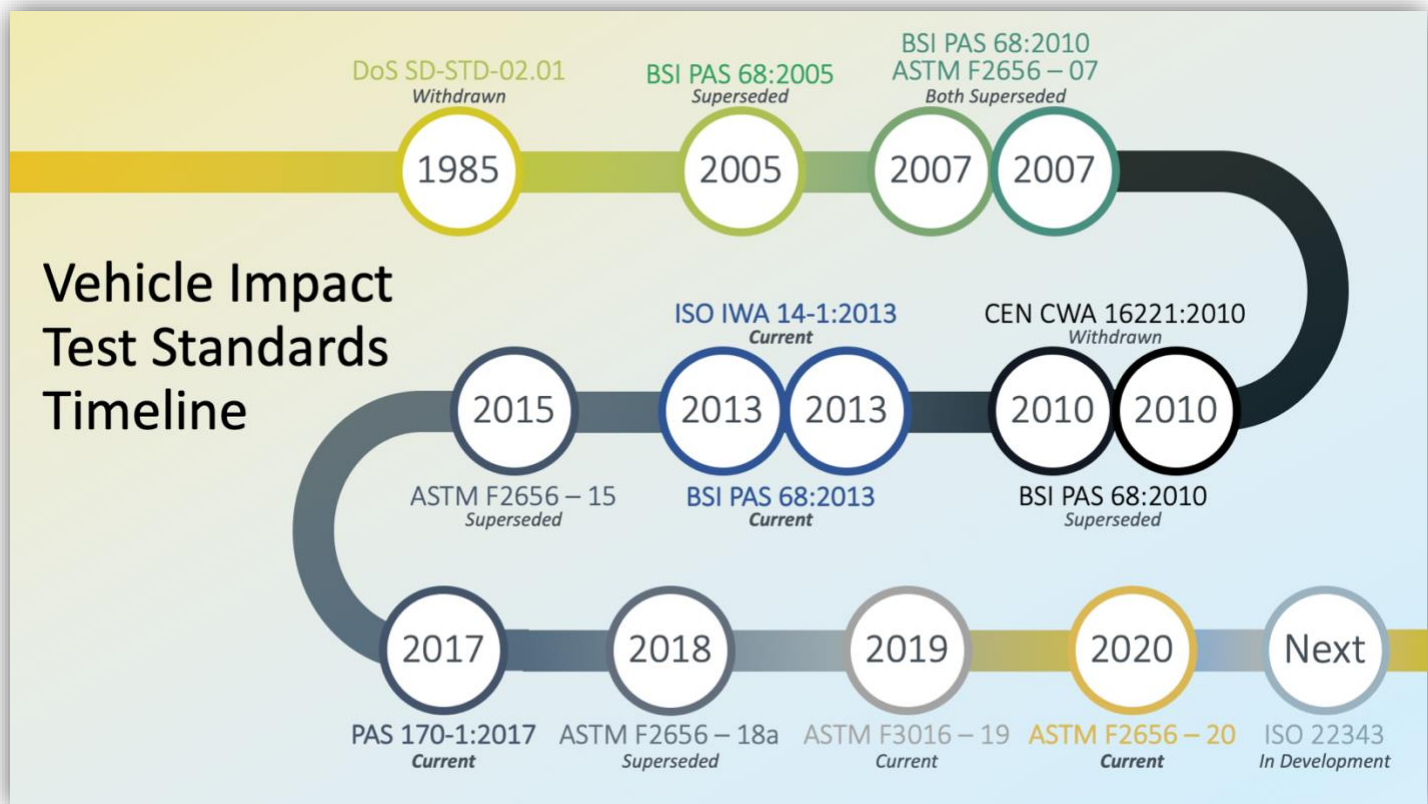 DoS SD-STD-02.01
Withdrawn
1985
BSI PAS 68:2005
Superseded
2005
BSI PAS 68:2010
ASTM F2656 – 07
Both Superseded
2007
2007
Vehicle Impact
Test Standards
Timeline
CEN CWA 16221:2010
Withdrawn
2010
2010
BSI PAS 68:2010
Superseded
ISO IWA 14-1:2013
Current
2013
2013
BSI PAS 68:2013
Current
2015
ASTM F2656 – 15
Superseded
2017
PAS 170-1:2017
Current
2018
ASTM F2656 – 18a
Superseded
2019
ASTM F3016 – 19
Current
2020
ASTM F2656 – 20
Current
Next
ISO 22343
In Development